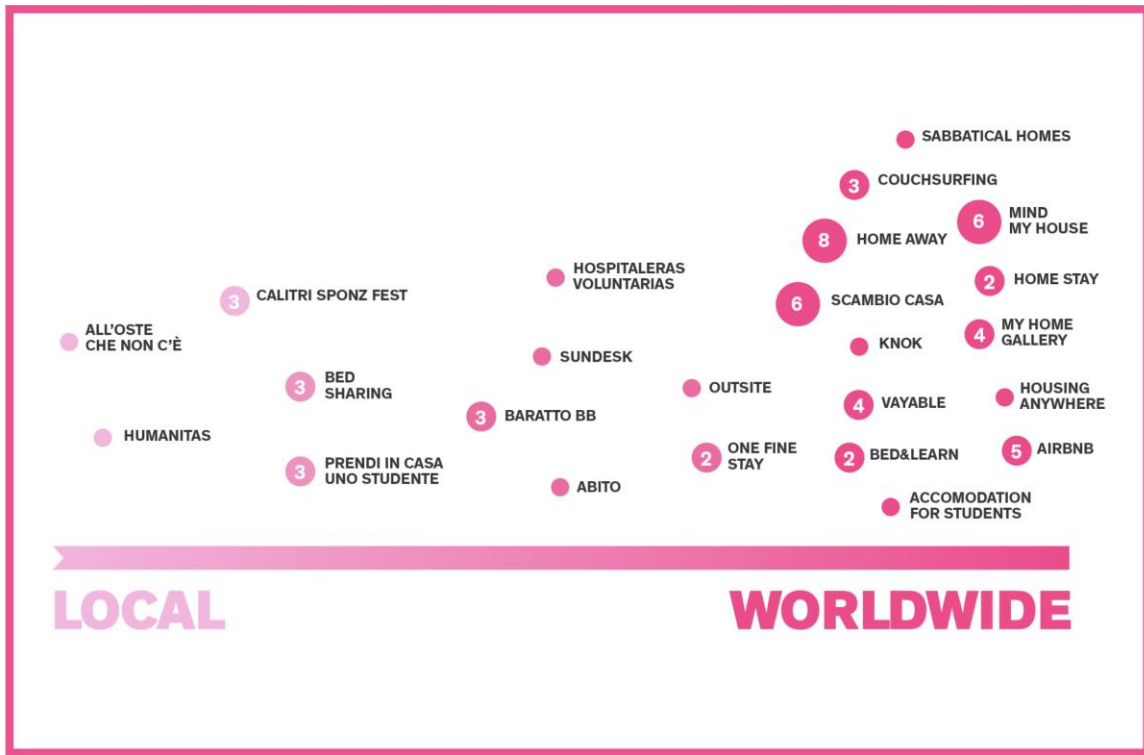 SABBATICAL HOMES
3 COUCHSURFING
6 MIND
MY HOUSE
8 HOME AWAY
HOSPITALERAS
VOLUNTARIAS
2 HOME STAY
3 CALITRI SPONZ FEST
6 SCAMBIO CASA
ALL'OSTE
CHE NON C'È
4 MY HOME
GALLERY
KNOK
SUNDESK
3 BED
SHARING
OUTSITE
HOUSING
ANYWHERE
3 BARATTO BB
4 VAYABLE
HUMANITAS
2 ONE FINE
STAY
2 BED&LEARN
5 AIRBNB
3 PRENDI IN CASA
UNO STUDENTE
ABITO
ACCOMODATION
FOR STUDENTS
LOCAL
WORLDWIDE